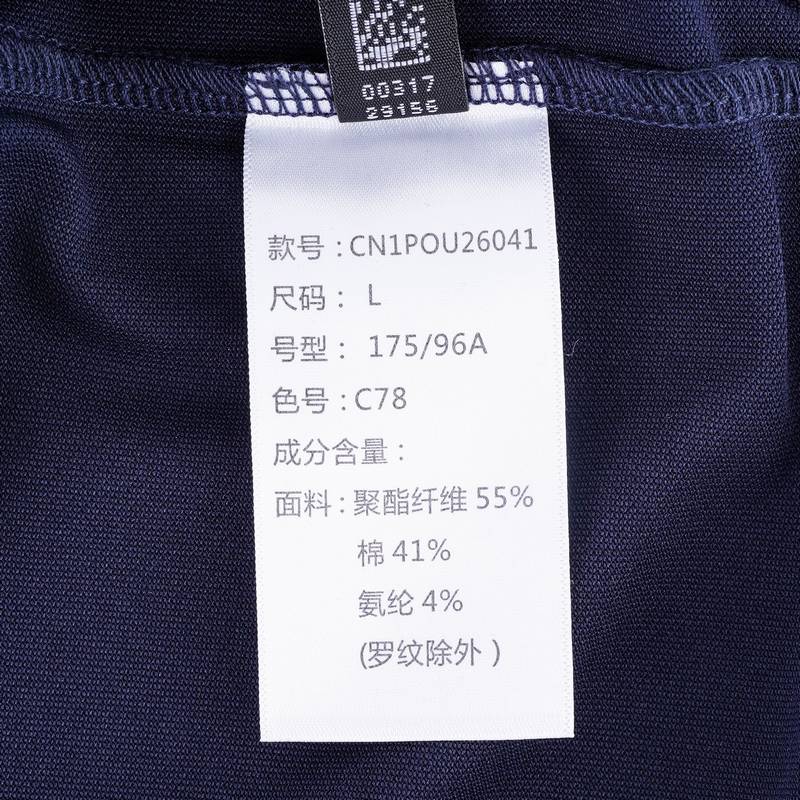 00317
29156
款号：CN1POU26041
尺码： L
号型： 175/96A
色号：C78
成分含量：
面料：聚酯纤维 55%
棉 41%
氨纶 4%
(罗纹除外 )